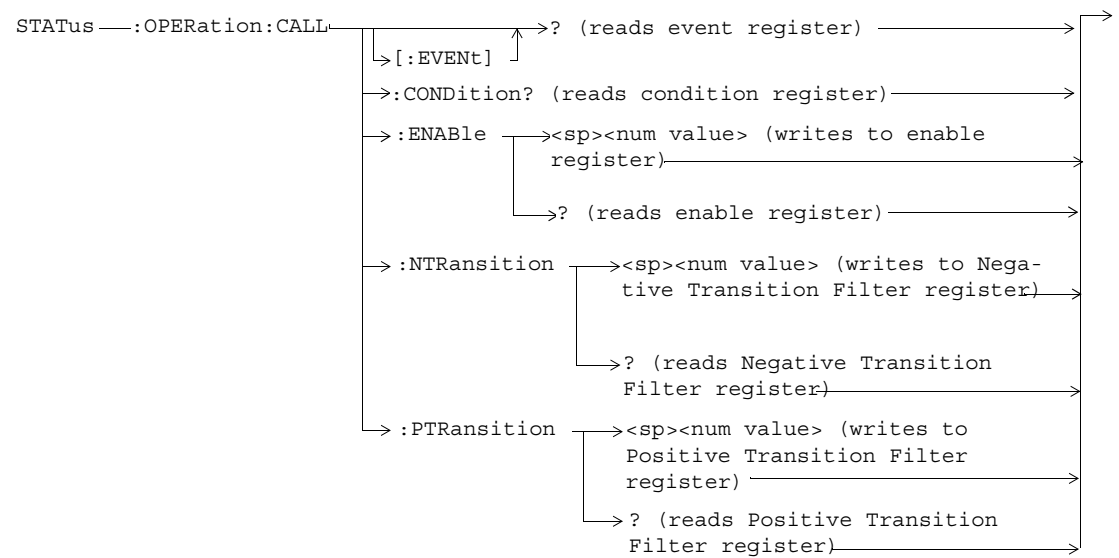 STATus :OPERation:CALL ? (reads event register)
[:EVENt]
:CONDition? (reads condition register)
:ENABle <sp><num value> (writes to enable
register)
? (reads enable register)
:NTRansition <sp><num value> (writes to Nega-
tive Transition Filter register)
? (reads Negative Transition
Filter register)
:PTRansition <sp><num value> (writes to
Positive Transition Filter
register)
? (reads Positive Transition
Filter register)